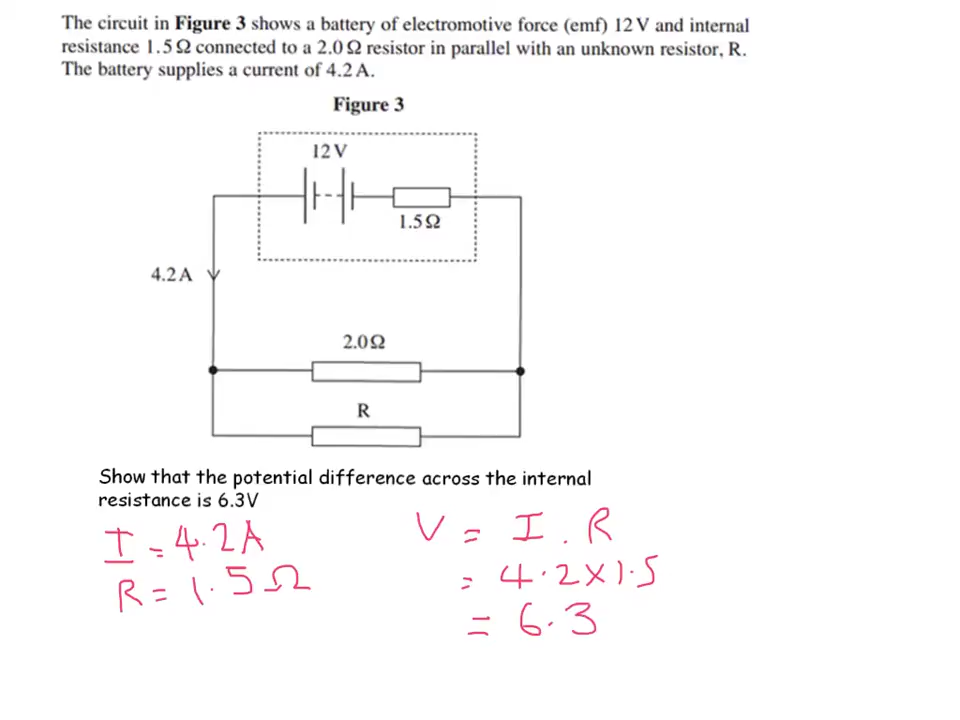 The circuit in Figure 3 shows a battery of electromotive force (emf) 12 V and internal
resistance 1.5 Ω connected to a 2.0 Ω resistor in parallel with an unknown resistor, R.
The battery supplies a current of 4.2 A.
Figure 3
12 V
1.5 Ω
4.2 A
2.0 Ω
R
Show that the potential difference across the internal
resistance is 6.3V
I = 4.2A
R = 1.5 Ω
V = I . R
= 4.2 x 1.5
= 6.3